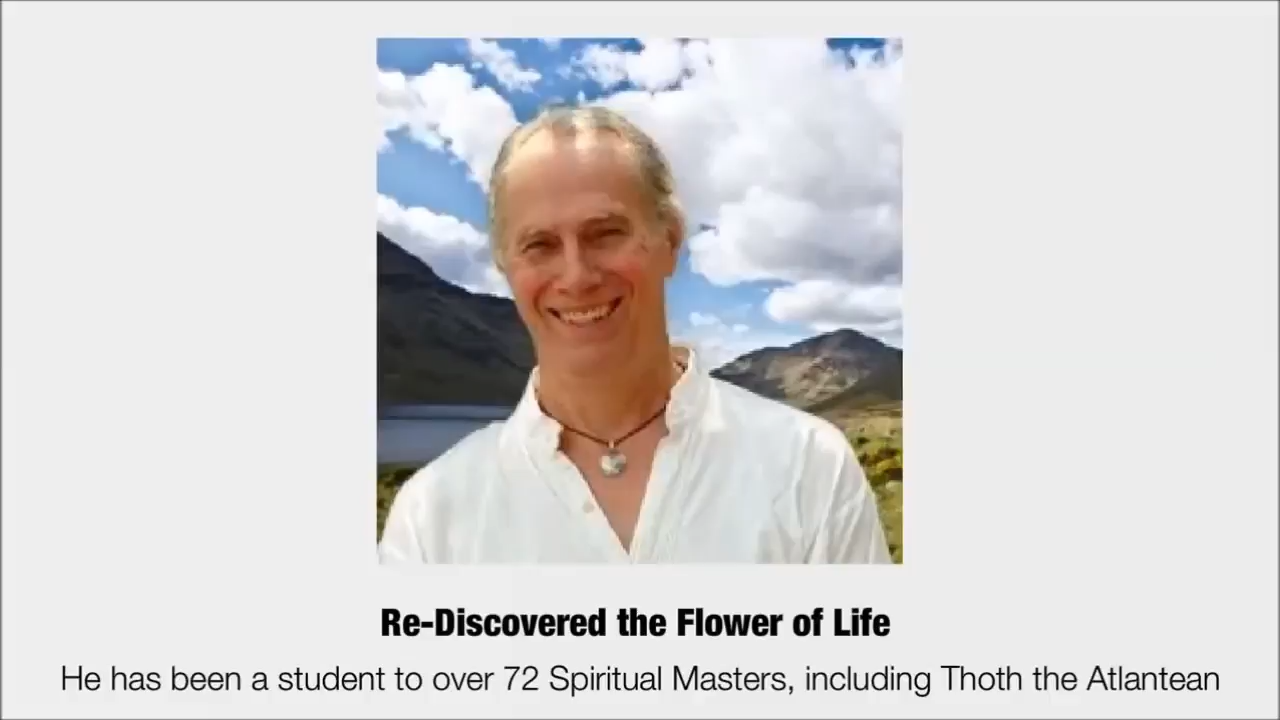 Re-Discovered the Flower of Life
He has been a student to over 72 Spiritual Masters, including Thoth the Atlantean